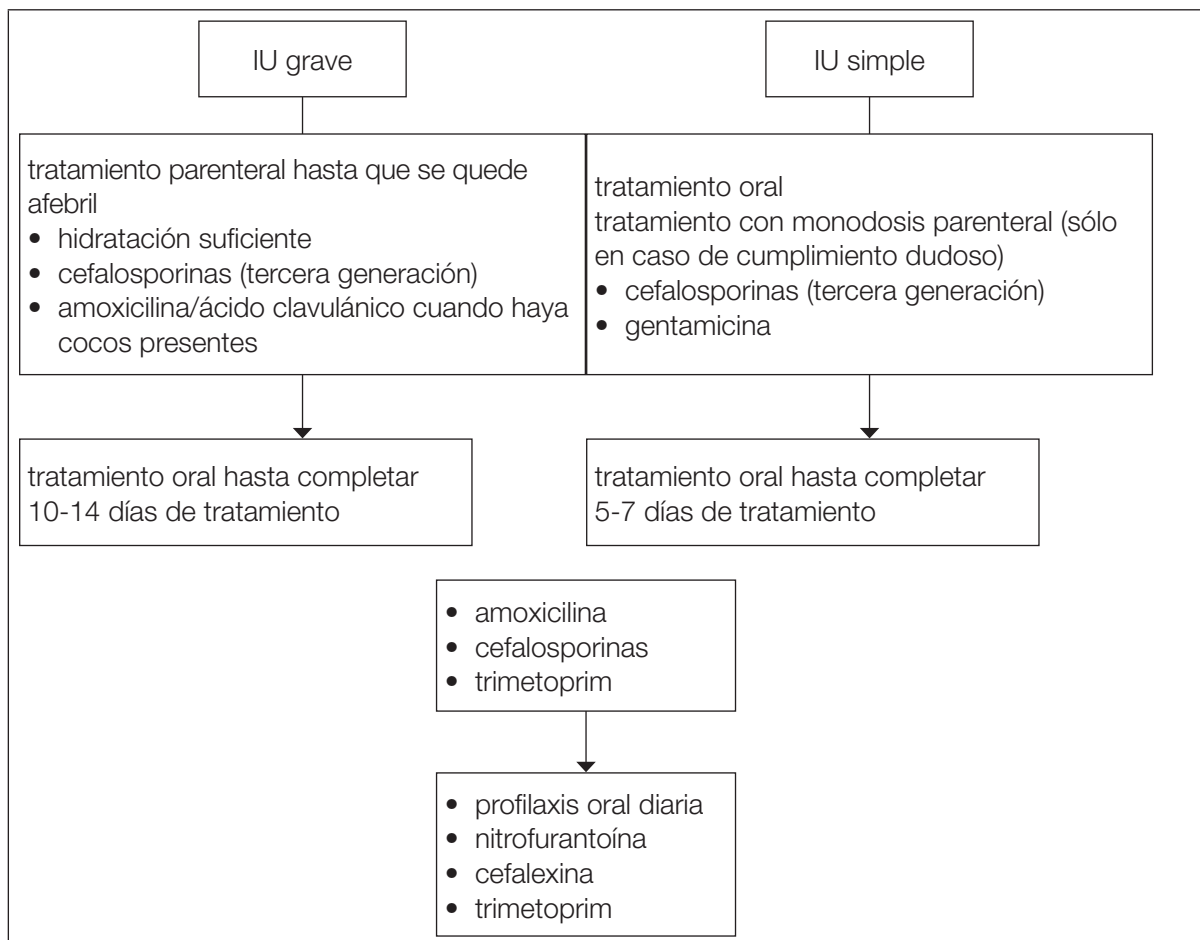 IU grave
IU simple
tratamiento parenteral hasta que se quede
afebril
• hidratación suficiente
• cefalosporinas (tercera generación)
• amoxicilina/ácido clavulánico cuando haya
cocos presentes
tratamiento oral
tratamiento con monodosis parenteral (sólo
en caso de cumplimiento dudoso)
• cefalosporinas (tercera generación)
• gentamicina
tratamiento oral hasta completar
10-14 días de tratamiento
tratamiento oral hasta completar
5-7 días de tratamiento
• amoxicilina
• cefalosporinas
• trimetoprim
• profilaxis oral diaria
• nitrofurantoína
• cefalexina
• trimetoprim